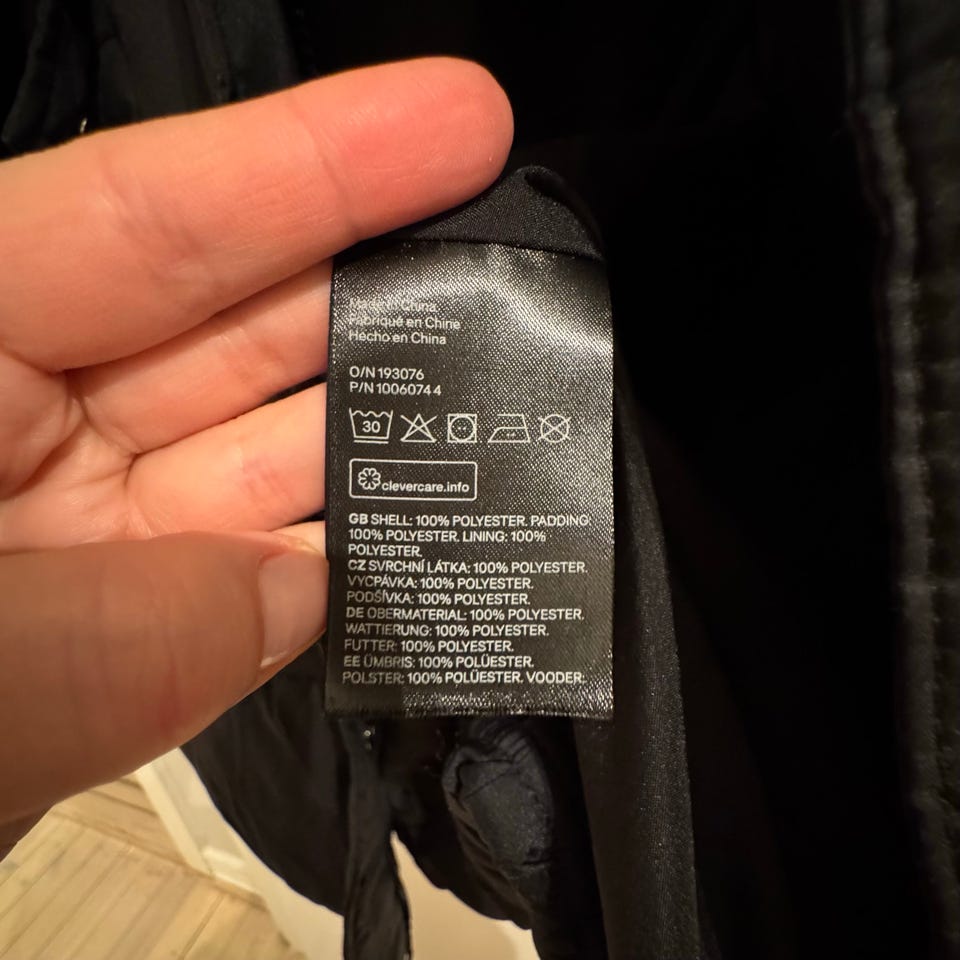 Made in China
Fabriqué en Chine
Hecho en China
O/N 193076
P/N 1006074 4
30
clevercare.info
GB SHELL: 100% POLYESTER. PADDING:
100% POLYESTER. LINING: 100%
POLYESTER.
CZ SVRCHNÍ LÁTKA: 100% POLYESTER.
VYCPÁVKA: 100% POLYESTER.
PODŠÍVKA: 100% POLYESTER.
DE OBERMATERIAL: 100% POLYESTER.
WATTIERUNG: 100% POLYESTER.
FUTTER: 100% POLYESTER.
EE ÜMBRIS: 100% POLÜESTER.
POLSTER: 100% POLÜESTER. VOODER: